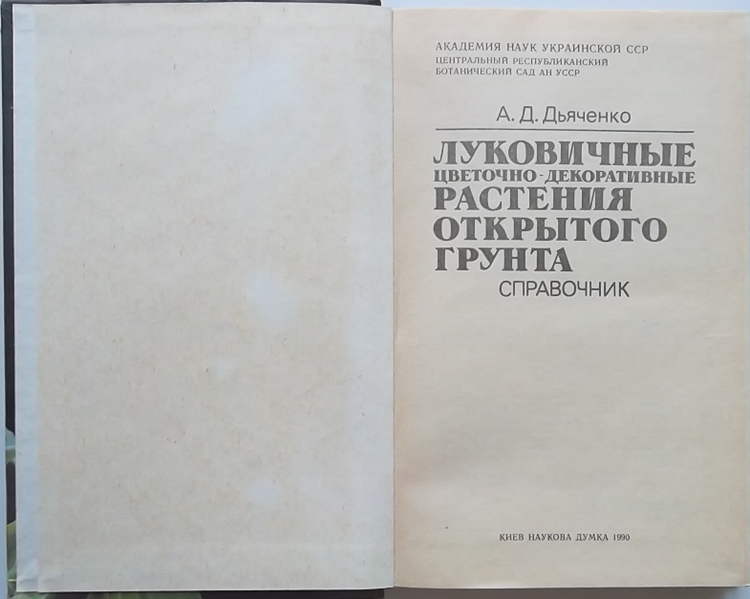 АКАДЕМИЯ НАУК УКРАИНСКОЙ ССР
ЦЕНТРАЛЬНЫЙ РЕСПУБЛИКАНСКИЙ
БОТАНИЧЕСКИЙ САД АН УССР
А. Д. Дьяченко
ЛУКОВИЧНЫЕ
ЦВЕТОЧНО-ДЕКОРАТИВНЫЕ
РАСТЕНИЯ
ОТКРЫТОГО
ГРУНТА
СПРАВОЧНИК
КИЕВ НАУКОВА ДУМКА 1990